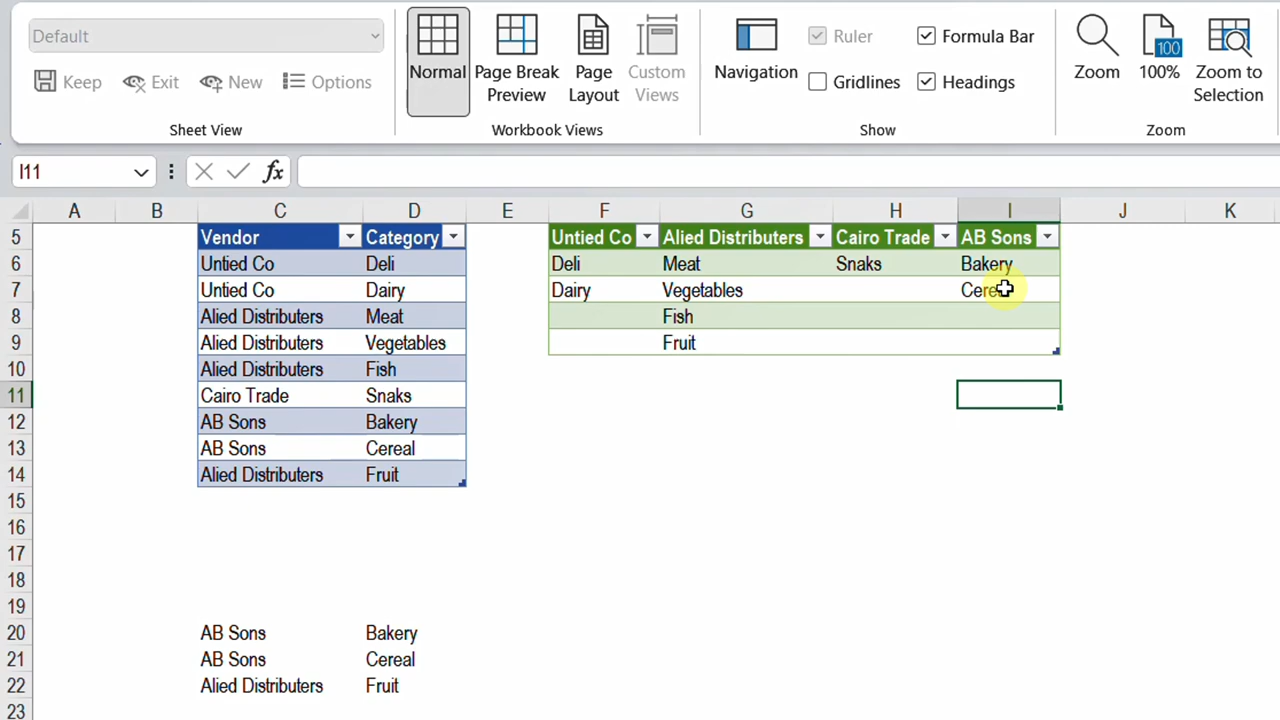 Default
Keep Exit New Options
Sheet View
Normal
Page Break Preview
Page Layout
Custom Views
Workbook Views
Navigation
Ruler Formula Bar
Gridlines Headings
Show
Zoom
100
100%
Zoom to Selection
Zoom
I11 fx
A B C D E F G H I J K
5 Vendor Category Untied Co Alied Distributers Cairo Trade AB Sons
6 Untied Co Deli Deli Meat Snaks Bakery
7 Untied Co Dairy Dairy Vegetables
8 Alied Distributers Meat Fish
9 Alied Distributers Vegetables Fruit
10 Alied Distributers Fish
11 Cairo Trade Snaks
12 AB Sons Bakery
13 AB Sons Cereal
14 Alied Distributers Fruit
15
16
17
18
19
20 AB Sons Bakery
21 AB Sons Cereal
22 Alied Distributers Fruit
23